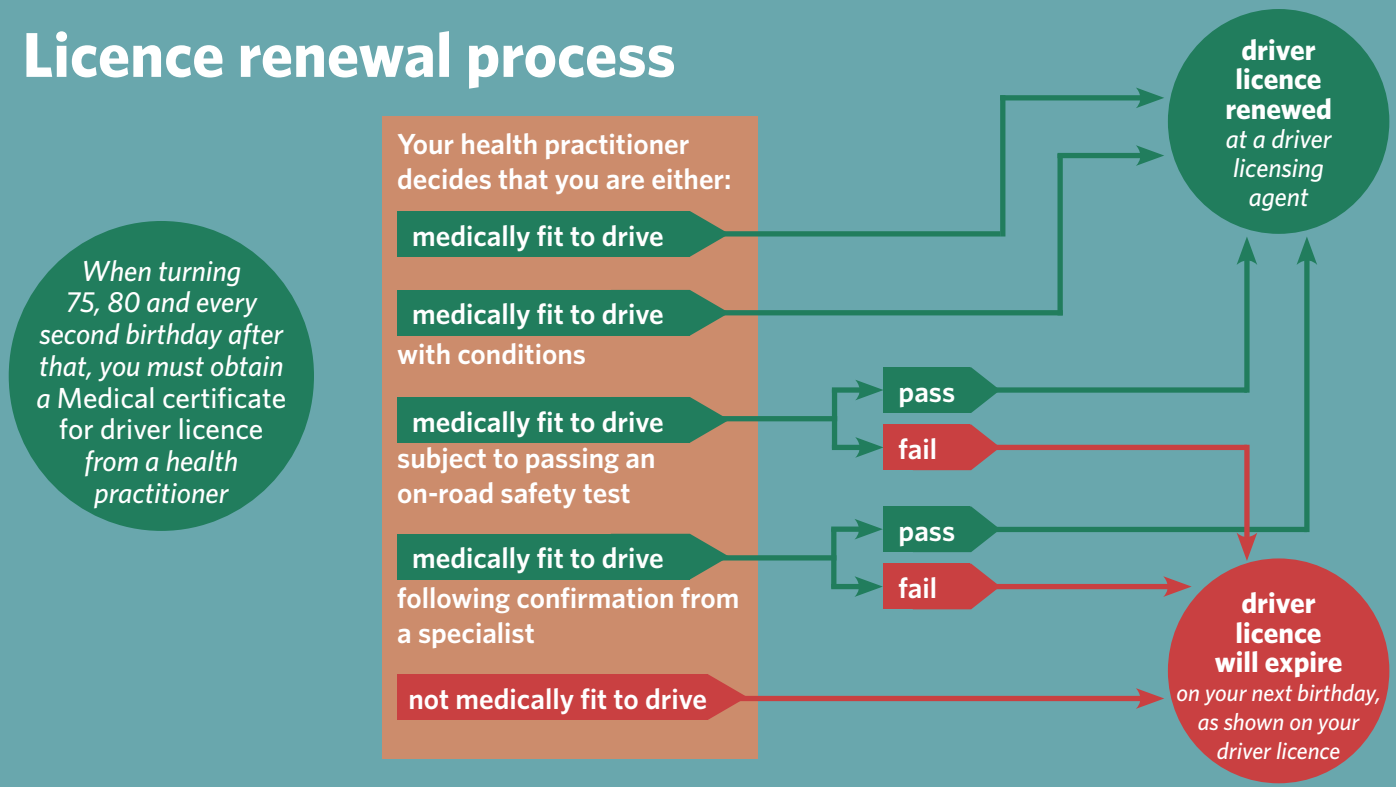 Licence renewal process
When turning
75, 80 and every
second birthday after
that, you must obtain
a Medical certificate
for driver licence
from a health
practitioner
Your health practitioner
decides that you are either:
medically fit to drive
medically fit to drive
with conditions
medically fit to drive
subject to passing an
on-road safety test
medically fit to drive
following confirmation from
a specialist
not medically fit to drive
pass
fail
pass
fail
driver
licence
renewed
at a driver
licensing
agent
driver
licence
will expire
on your next birthday,
as shown on your
driver licence